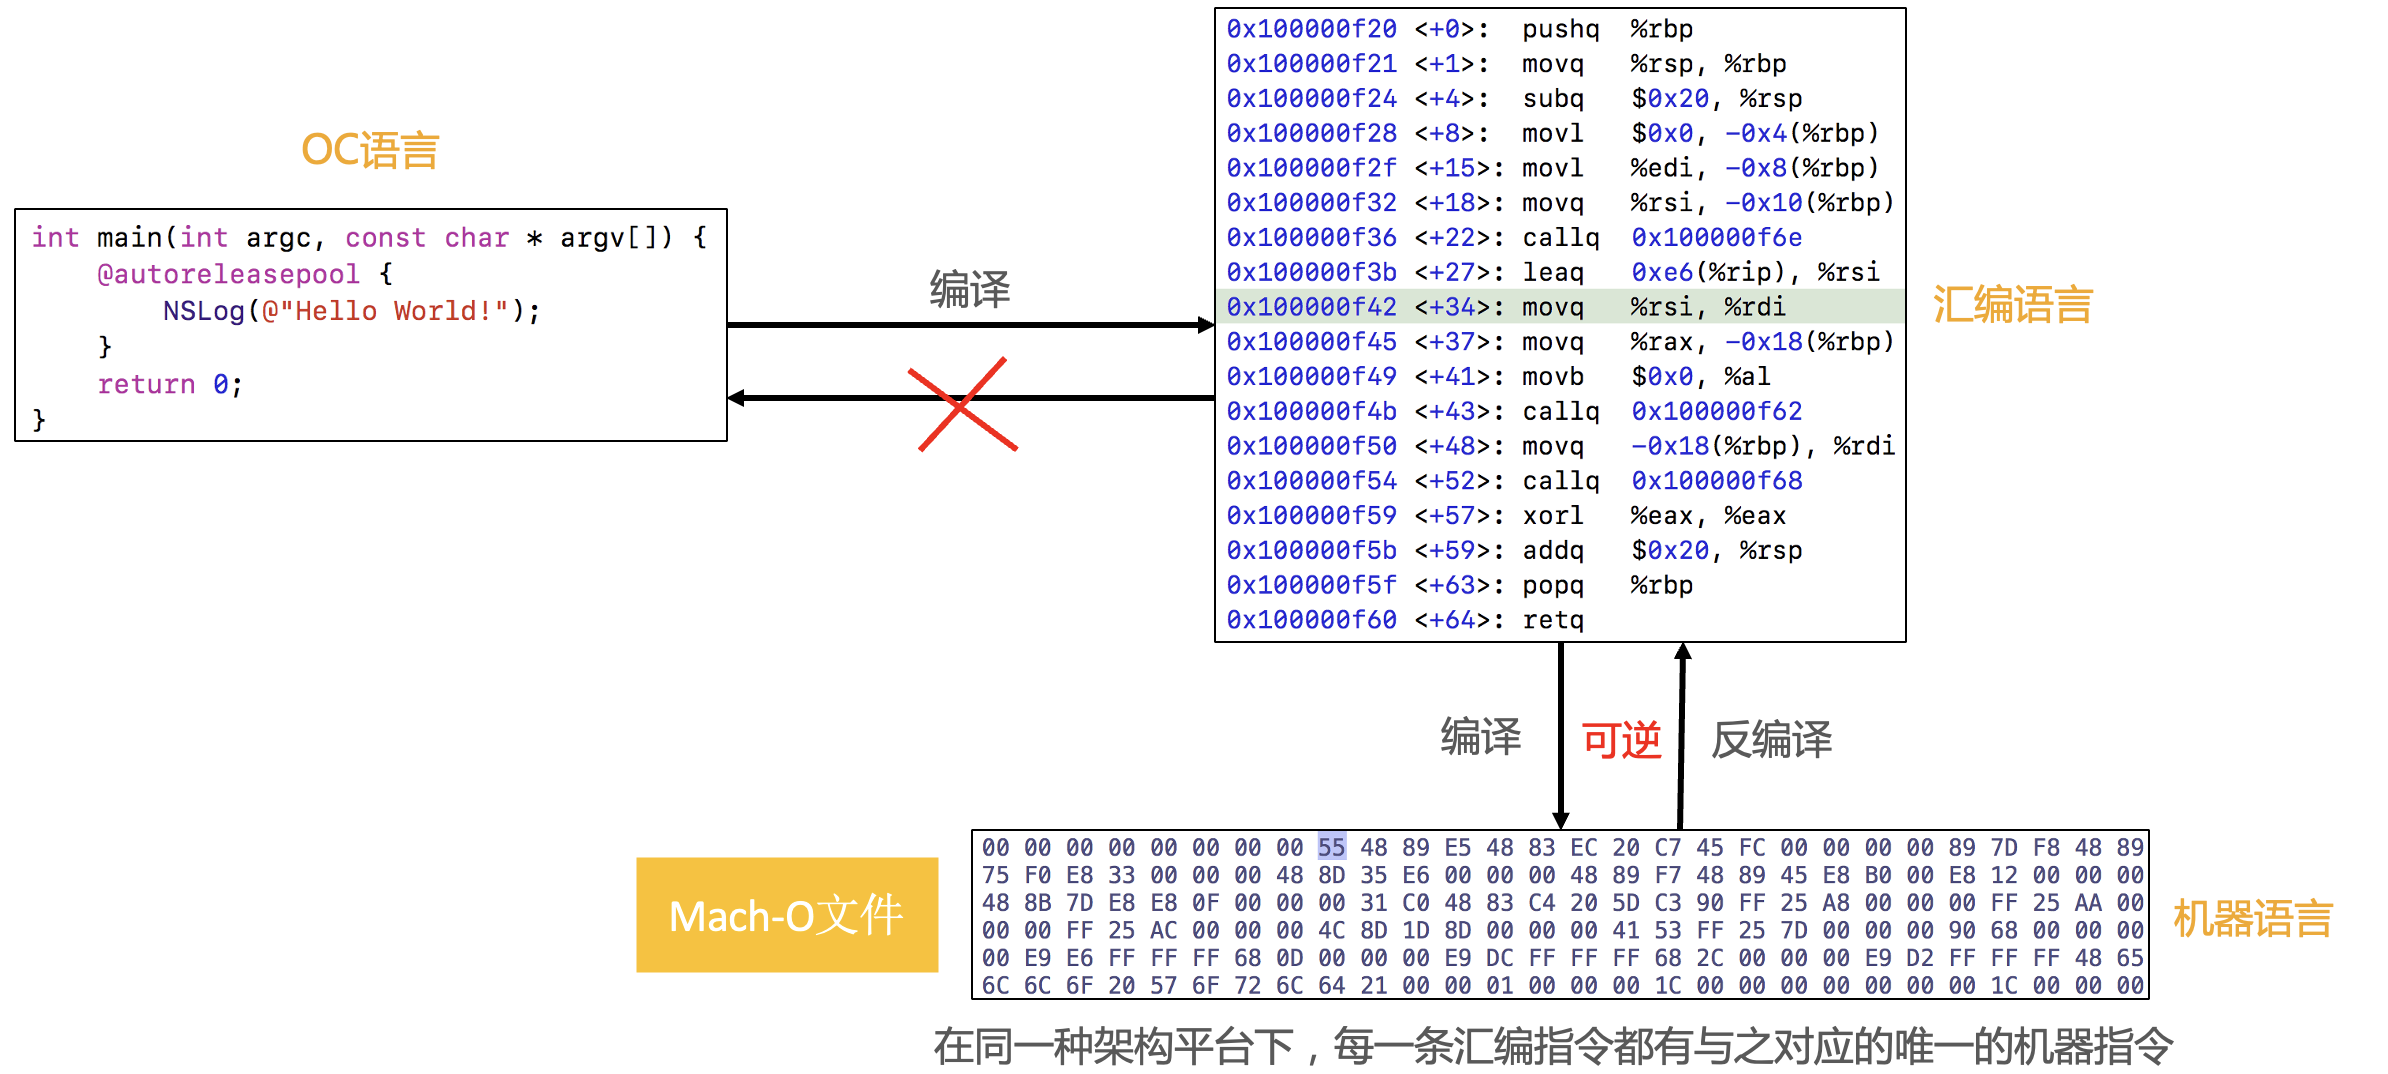 OC语言
int main(int argc, const char * argv[]) {
@autoreleasepool {
NSLog(@"Hello World!");
}
return 0;
}
编译
0x100000f20 <+0>: pushq %rbp
0x100000f21 <+1>: movq %rsp, %rbp
0x100000f24 <+4>: subq $0x20, %rsp
0x100000f28 <+8>: movl $0x0, -0x4(%rbp)
0x100000f2f <+15>: movl %edi, -0x8(%rbp)
0x100000f32 <+18>: movq %rsi, -0x10(%rbp)
0x100000f36 <+22>: callq 0x100000f6e
0x100000f3b <+27>: leaq 0xe6(%rip), %rsi
0x100000f42 <+34>: movq %rsi, %rdi
0x100000f45 <+37>: movq %rax, -0x18(%rbp)
0x100000f49 <+41>: movb $0x0, %al
0x100000f4b <+43>: callq 0x100000f62
0x100000f50 <+48>: movq -0x18(%rbp), %rdi
0x100000f54 <+52>: callq 0x100000f68
0x100000f59 <+57>: xorl %eax, %eax
0x100000f5b <+59>: addq $0x20, %rsp
0x100000f5f <+63>: popq %rbp
0x100000f60 <+64>: retq
汇编语言
编译 可逆 反编译
Mach-O文件
00 00 00 00 00 00 00 00 55 48 89 E5 48 83 EC 20 C7 45 FC 00 00 00 00 89 7D F8 48 89
75 F0 E8 33 00 00 00 48 8D 35 E6 00 00 00 48 89 F7 48 89 45 E8 B0 00 E8 12 00 00 00
48 8B 7D E8 E8 0F 00 00 00 31 C0 48 83 C4 20 5D C3 90 FF 25 A8 00 00 00 FF 25 AA 00
00 00 FF 25 AC 00 00 00 4C 8D 1D 8D 00 00 00 41 53 FF 25 7D 00 00 00 90 68 00 00 00
00 E9 E6 FF FF FF 68 0D 00 00 00 E9 DC FF FF FF 68 2C 00 00 00 E9 D2 FF FF FF 48 65
6C 6C 6F 20 57 6F 72 6C 64 21 00 00 01 00 00 00 1C 00 00 00 00 00 00 00 1C 00 00 00
机器语言
在同一种架构平台下，每一条汇编指令都有与之对应的唯一的机器指令